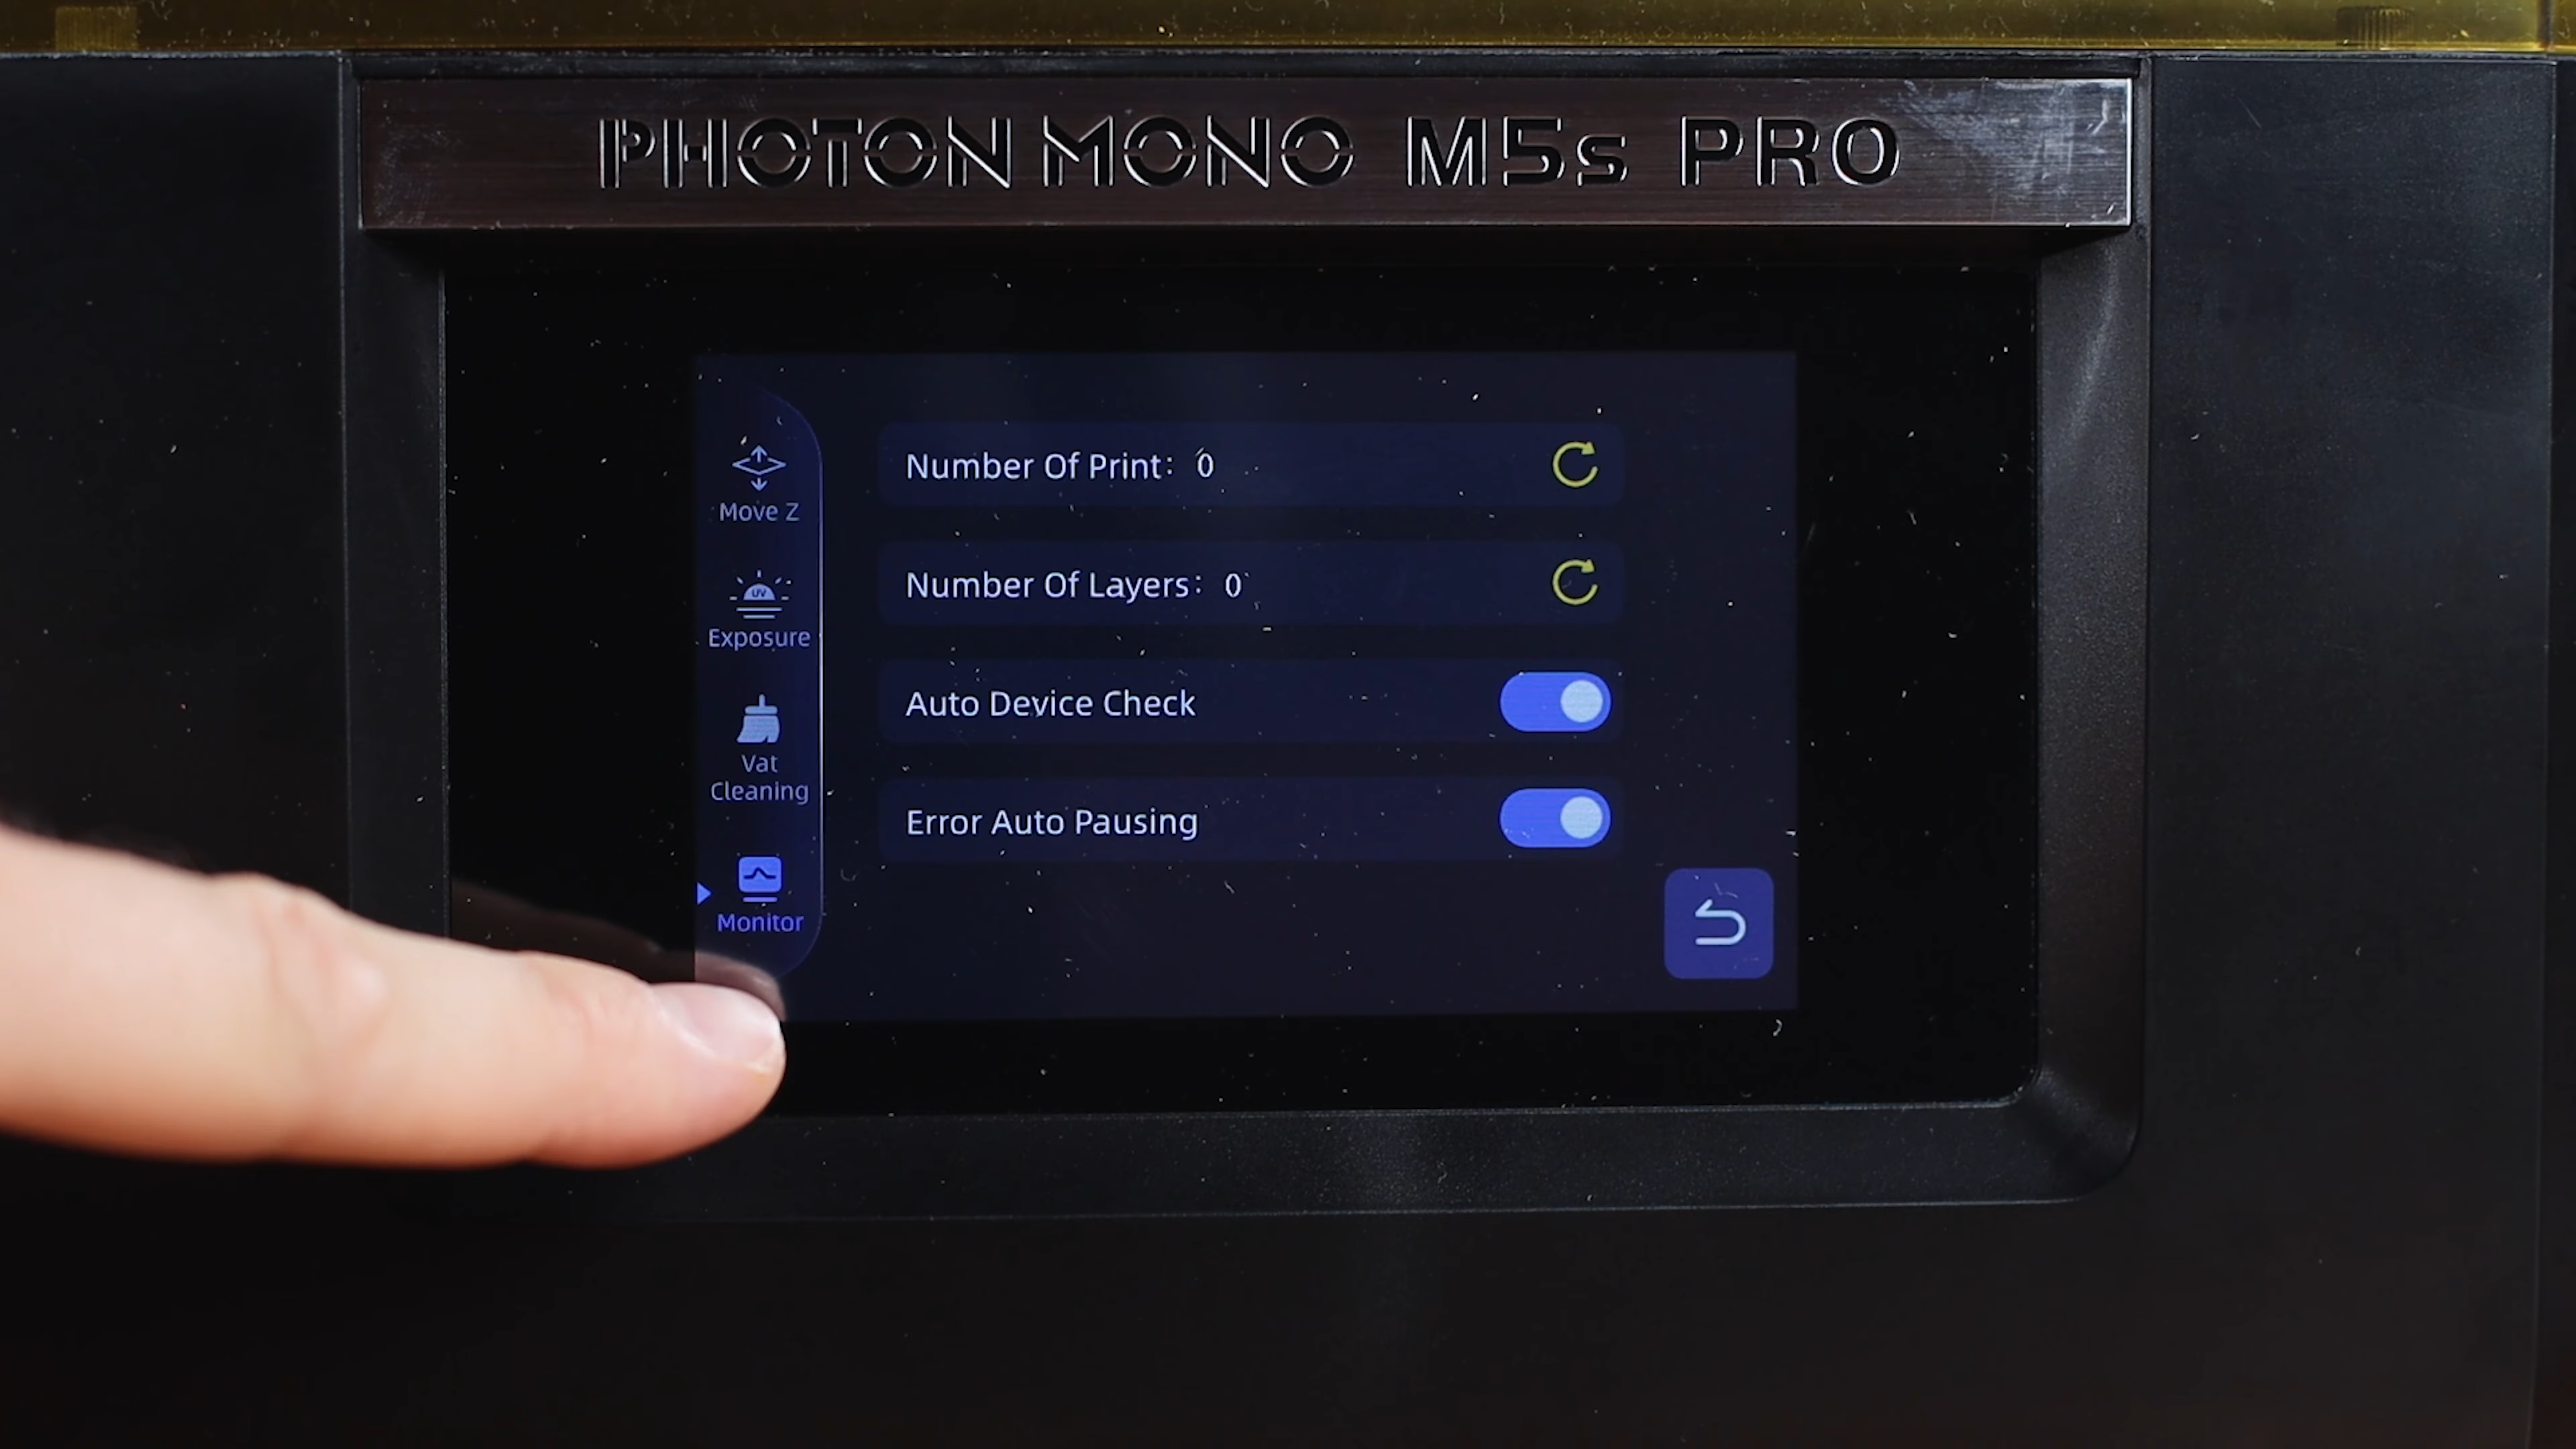 PHOTON MONO M5s PRO
Move Z
Number Of Print: 0
UV
Exposure
Number Of Layers: 0
Vat
Cleaning
Auto Device Check
Monitor
Error Auto Pausing